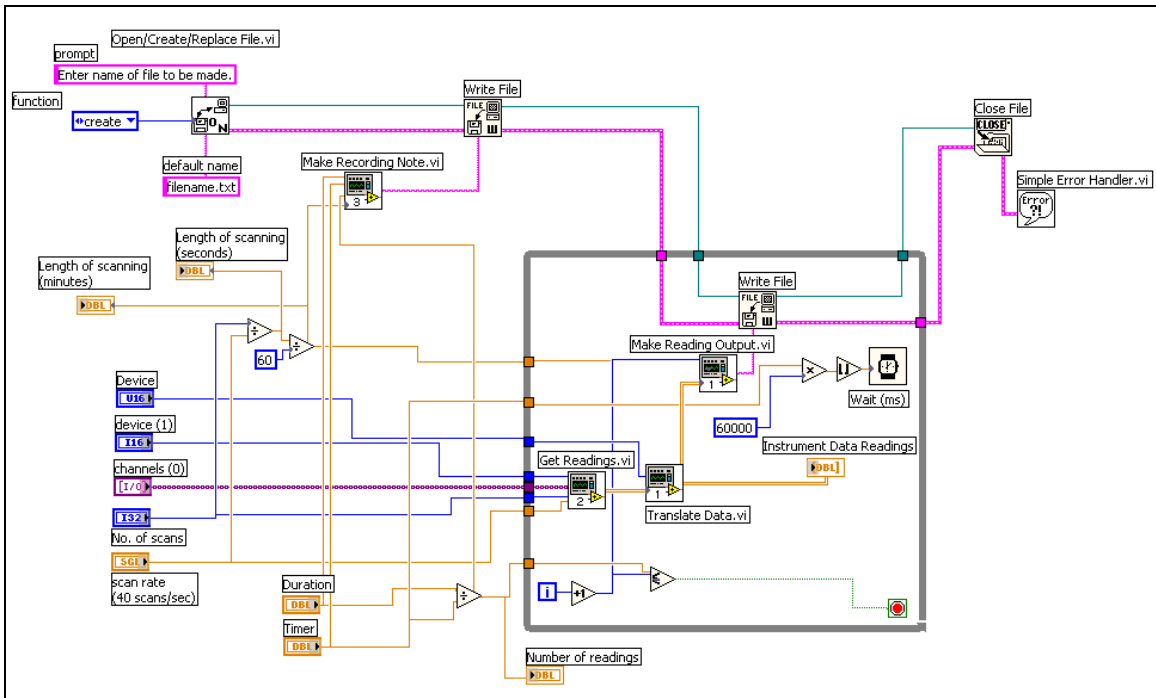 Open/Create/Replace File.vi
prompt
Enter name of file to be made.
function
create
N
default name
filename.txt
Write File
FILE
Close File
CLOSE
Simple Error Handler.vi
Error
?!
Make Recording Note.vi
3
Length of scanning
(seconds)
DBL
Length of scanning
(minutes)
DBL
60
Write File
FILE
Make Reading Output.vi
1
Wait (ms)
60000
Instrument Data Readings
DBL]
Device
U16
device (1)
I16
channels (0)
[I/O
I32
No. of scans
SGL
scan rate
(40 scans/sec)
Get Readings.vi
2
1
Translate Data.vi
Duration
DBL
Timer
DBL
i
+1
Number of readings
DBL